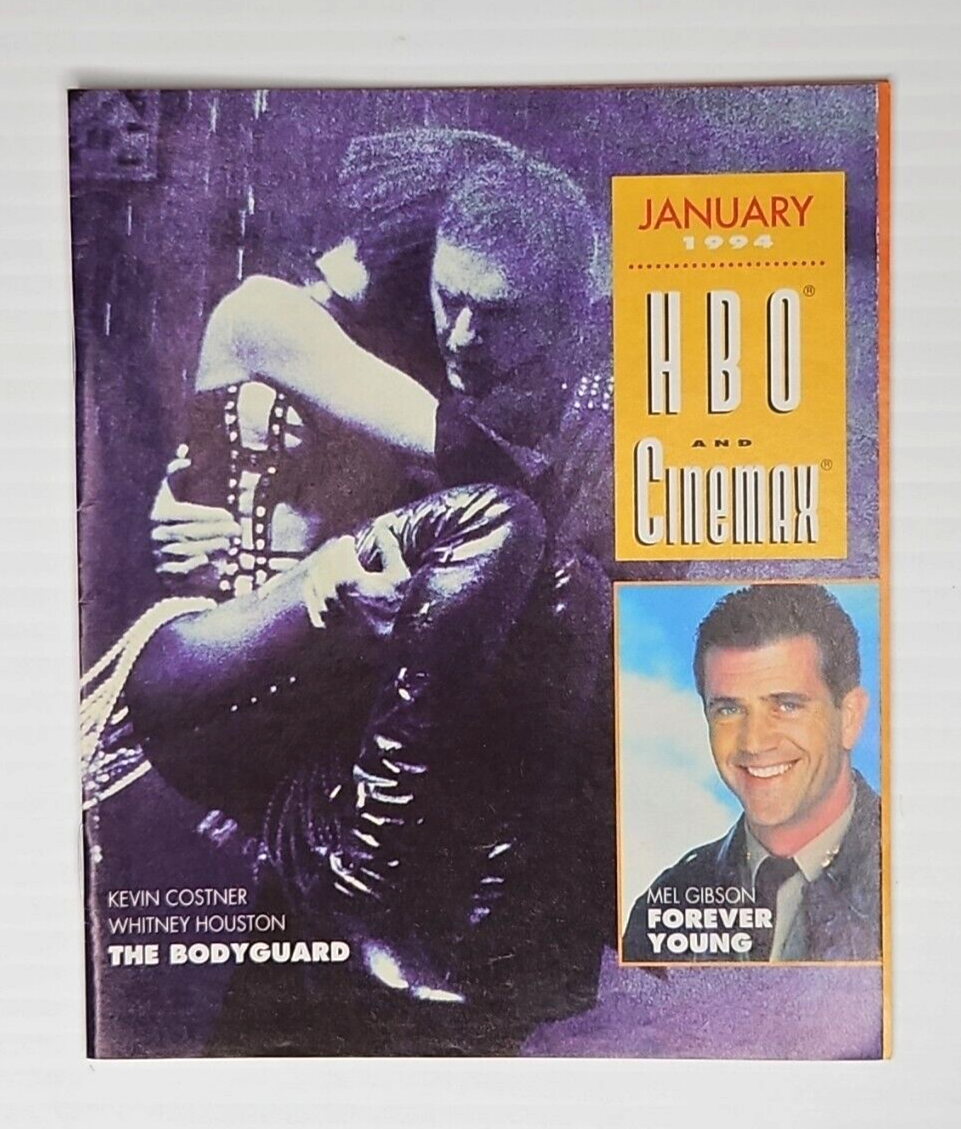 JANUARY
1994
HBO®
AND
CINEMAX®
KEVIN COSTNER
WHITNEY HOUSTON
THE BODYGUARD
MEL GIBSON
FOREVER
YOUNG